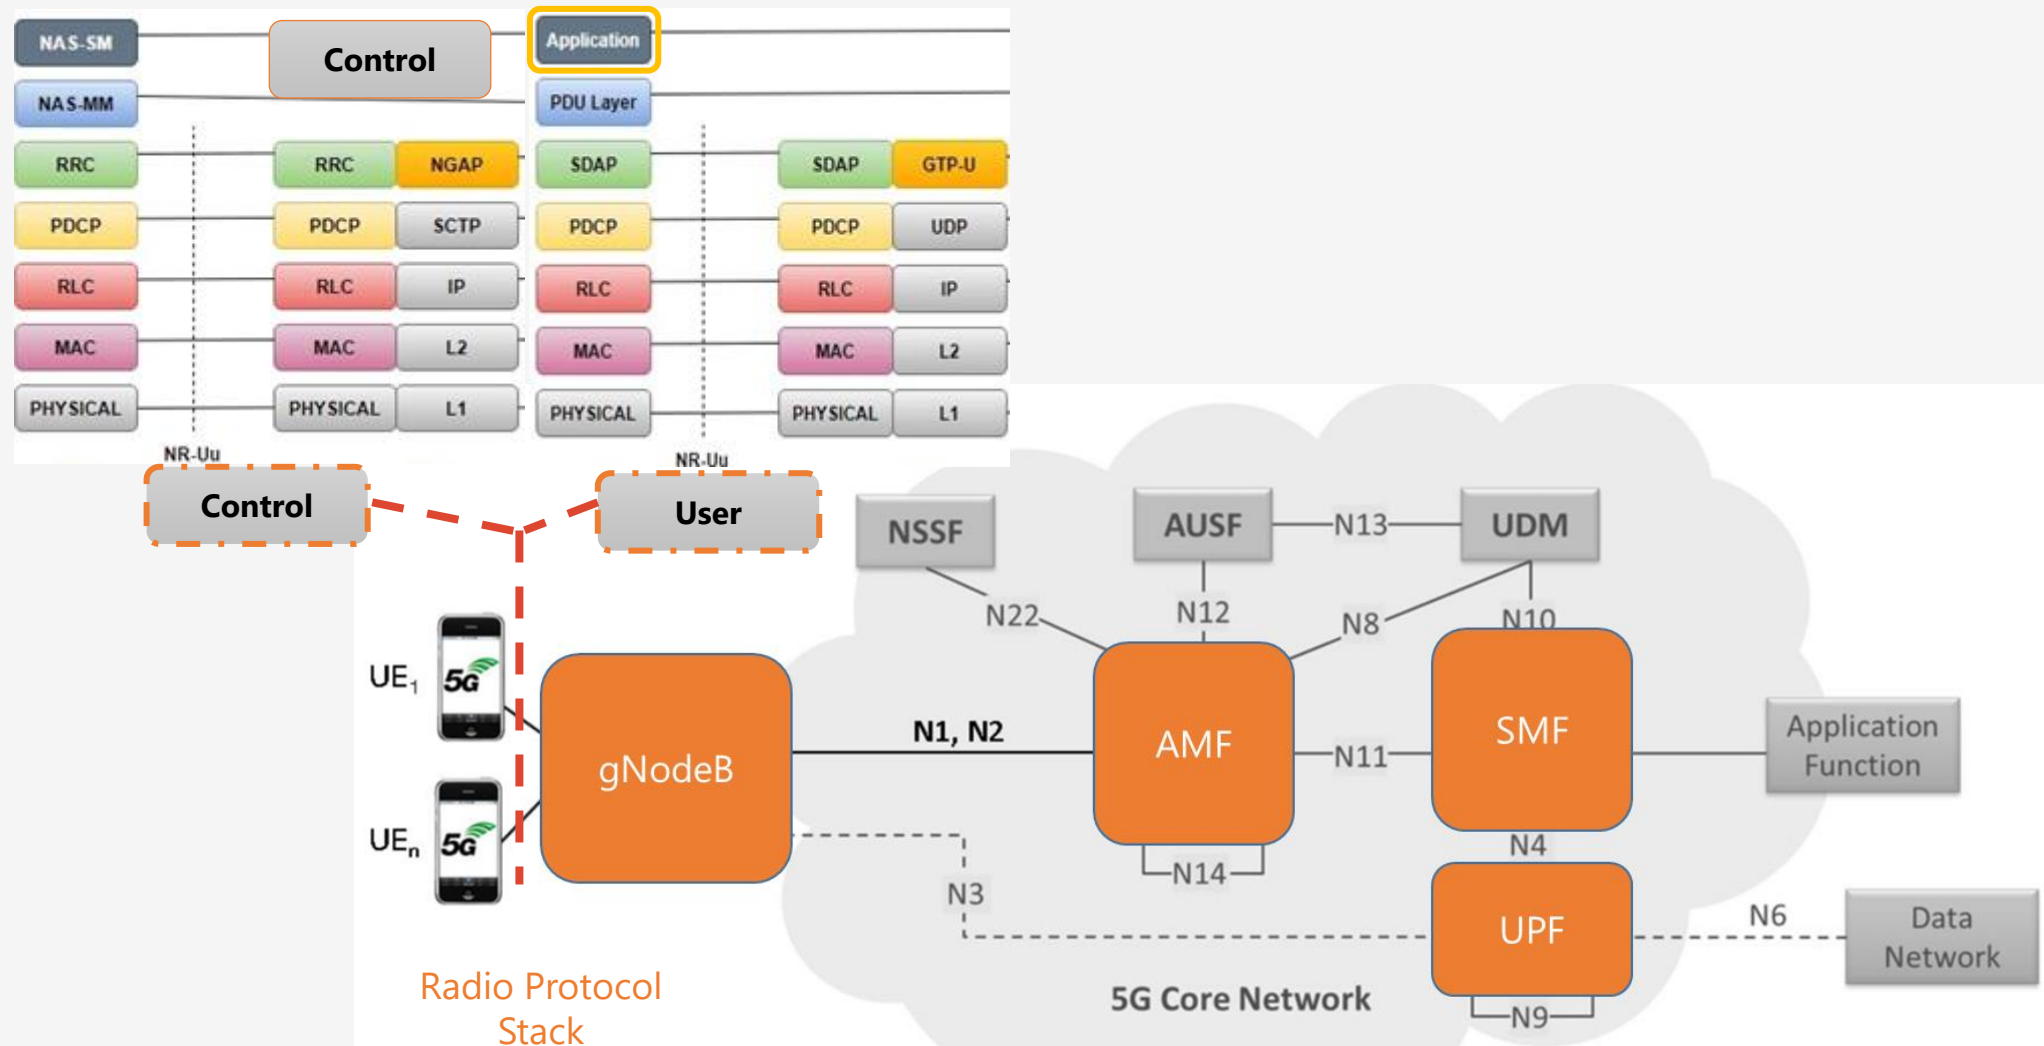 NAS-SM
Control
Application
NAS-MM
PDU Layer
RRC
RRC
NGAP
SDAP
SDAP
GTP-U
PDCP
PDCP
SCTP
PDCP
PDCP
UDP
RLC
RLC
IP
RLC
RLC
IP
MAC
MAC
L2
MAC
MAC
L2
PHYSICAL
PHYSICAL
L1
PHYSICAL
PHYSICAL
L1
NR-Uu
NR-Uu
Control
User
NSSF
AUSF
N13
UDM
N22
N12
N8
N10
UE1
5G
gNodeB
N1, N2
AMF
N11
SMF
Application
Function
UEn
5G
N3
N14
N4
UPF
N6
Data
Network
Radio Protocol
Stack
5G Core Network
N9